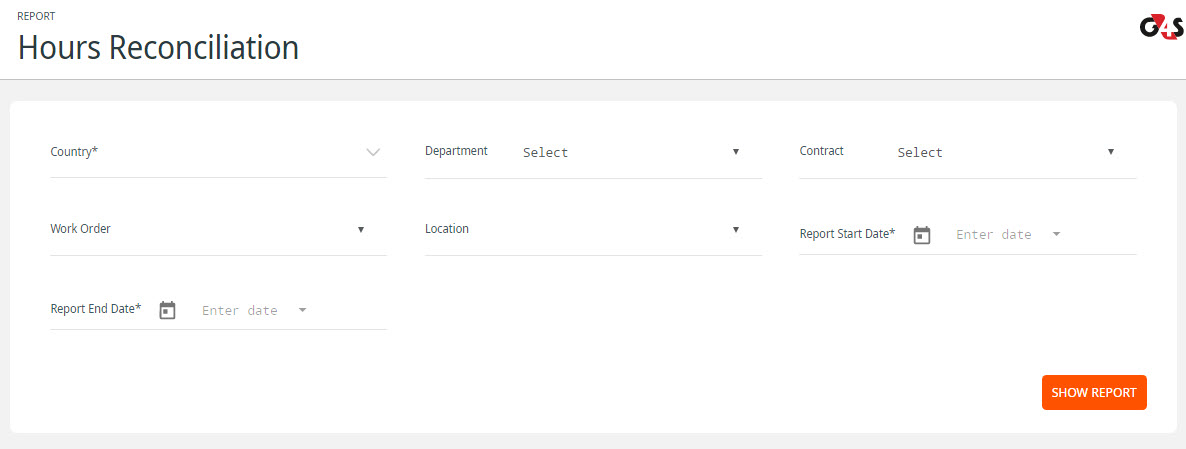 REPORT
Hours Reconciliation
G4S
Country*
Department Select
Contract Select
Work Order
Location
Report Start Date* Enter date
Report End Date* Enter date
SHOW REPORT